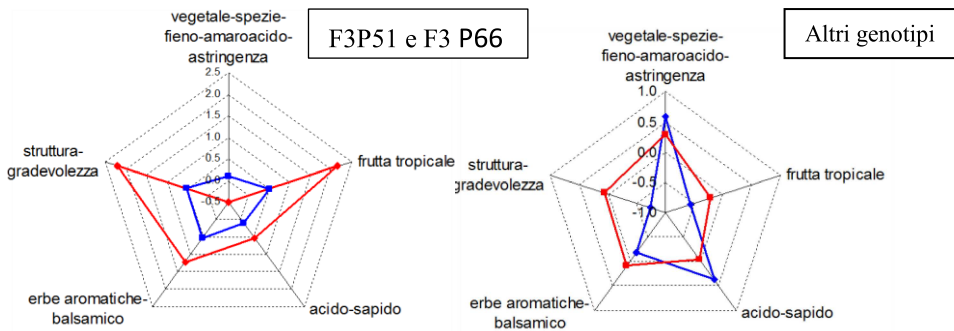 vegetale-spezie-
fieno-amaroacido-
astringenza
F3P51 e F3 P66
2.5
2.0
1.5
1.0
0.5
0.0
-0.5
struttura-
gradevolezza
frutta tropicale
erbe aromatiche-
balsamico
acido-sapido
Altri genotipi
vegetale-spezie-
fieno-amaroacido-
astringenza
1.0
0.5
0.0
-0.5
-1.0
struttura-
gradevolezza
frutta tropicale
erbe aromatiche-
balsamico
acido-sapido